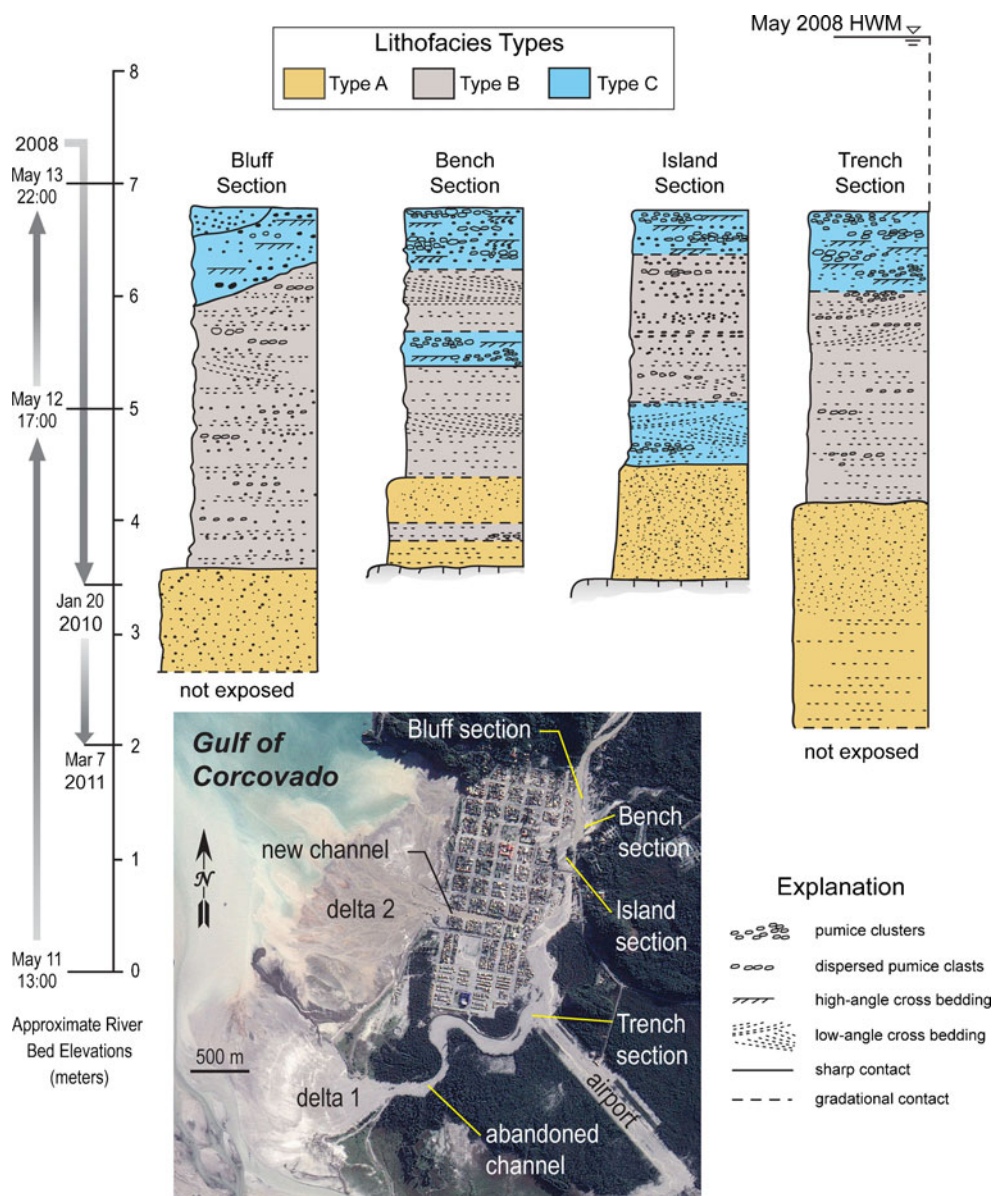 May 2008 HWM
Lithofacies Types
Type A
Type B
Type C
8
7
6
5
4
3
2
1
0
2008
May 13
22:00
May 12
17:00
Jan 20
2010
Mar 7
2011
May 11
13:00
Approximate River
Bed Elevations
(meters)
Bluff
Section
Bench
Section
Island
Section
Trench
Section
not exposed
not exposed
Gulf of
Corcovado
N
new channel
delta 2
500 m
delta 1
abandoned
channel
Bluff section
Bench
section
Island
section
Trench
section
airport
Explanation
pumice clusters
dispersed pumice clasts
high-angle cross bedding
low-angle cross bedding
sharp contact
gradational contact